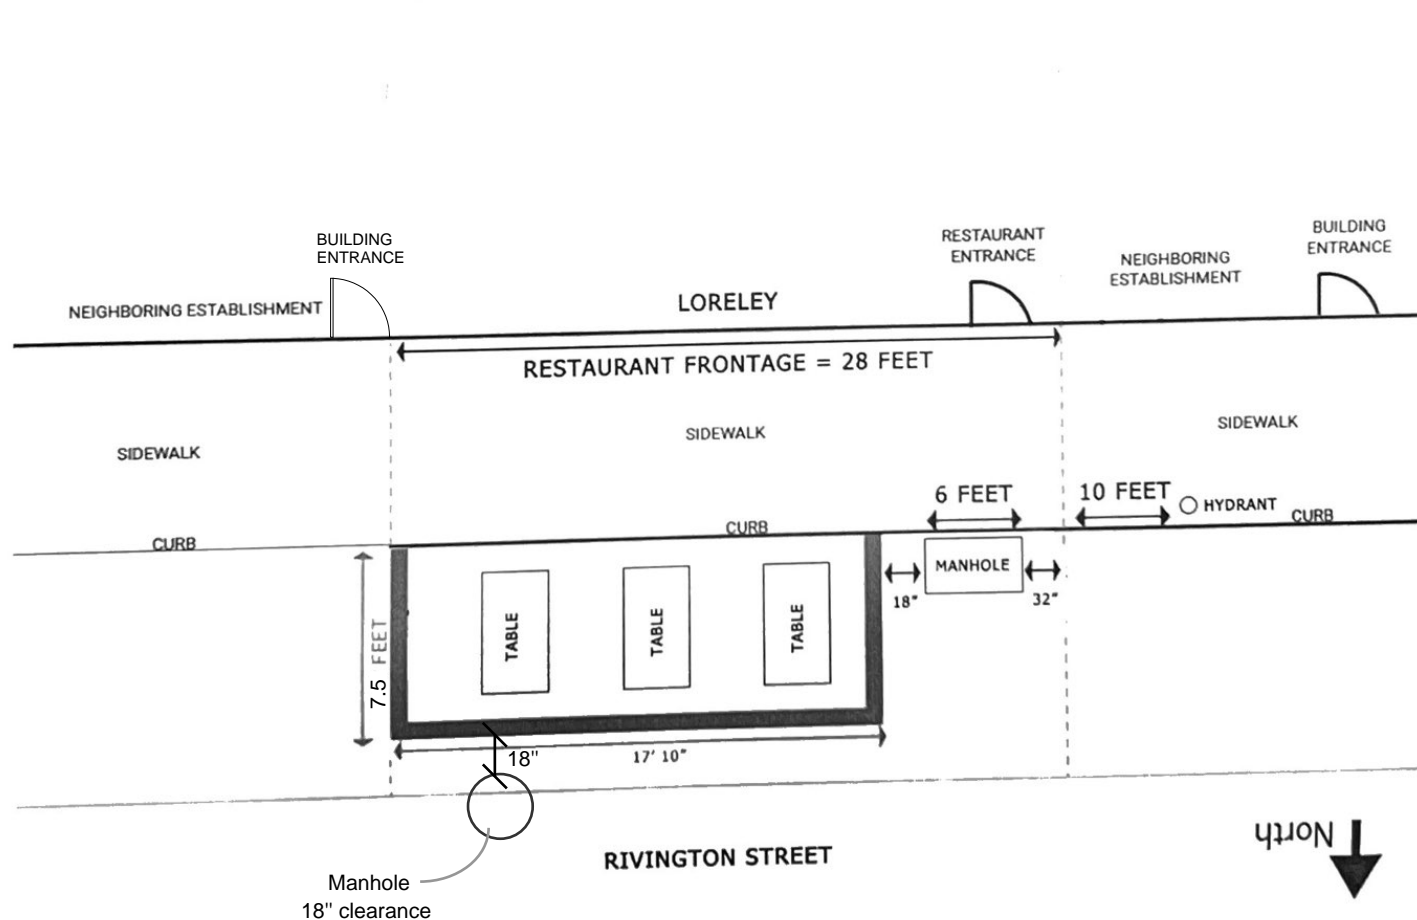 BUILDING
ENTRANCE
RESTAURANT
ENTRANCE
BUILDING
ENTRANCE
NEIGHBORING
ESTABLISHMENT
NEIGHBORING ESTABLISHMENT
LORELEY
RESTAURANT FRONTAGE = 28 FEET
SIDEWALK
SIDEWALK
SIDEWALK
6 FEET
10 FEET
HYDRANT
CURB
CURB
CURB
MANHOLE
18"
32"
7.5 FEET
TABLE
TABLE
TABLE
18"
17' 10"
North
RIVINGTON STREET
Manhole
18" clearance